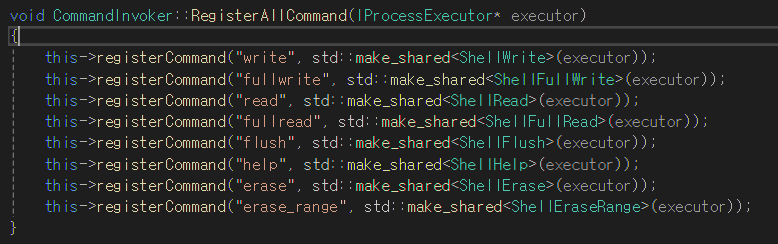 void CommandInvoker::RegisterAllCommand(IProcessExecutor* executor)
{
this->registerCommand("write", std::make_shared<ShellWrite>(executor));
this->registerCommand("fullwrite", std::make_shared<ShellFullWrite>(executor));
this->registerCommand("read", std::make_shared<ShellRead>(executor));
this->registerCommand("fullread", std::make_shared<ShellFullRead>(executor));
this->registerCommand("flush", std::make_shared<ShellFlush>(executor));
this->registerCommand("help", std::make_shared<ShellHelp>(executor));
this->registerCommand("erase", std::make_shared<ShellErase>(executor));
this->registerCommand("erase_range", std::make_shared<ShellEraseRange>(executor));
}